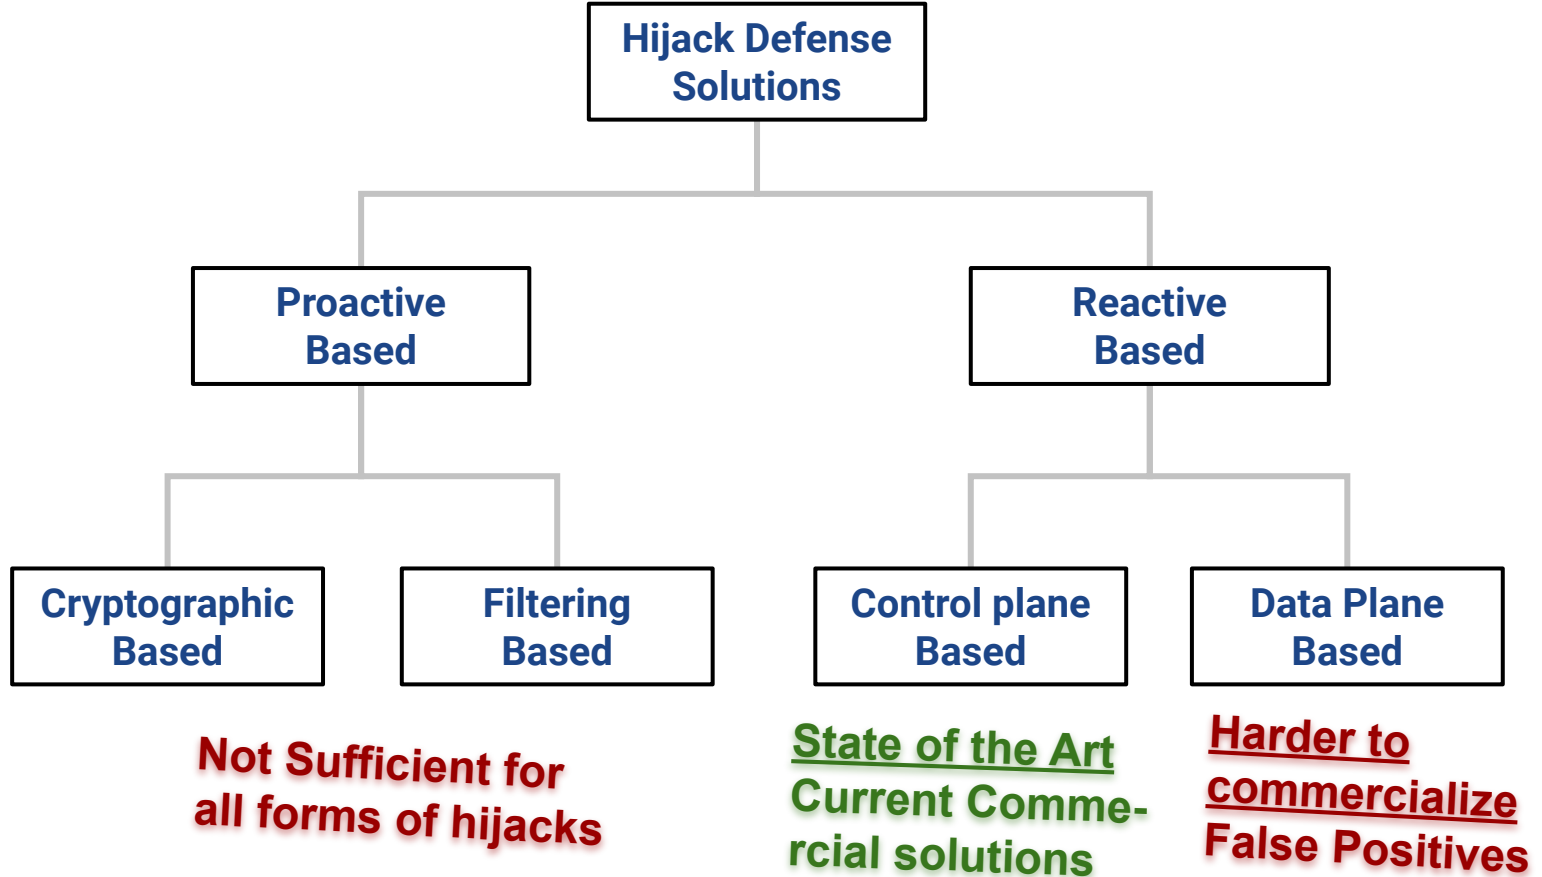 Hijack Defense
Solutions
Proactive
Based
Reactive
Based
Cryptographic
Based
Filtering
Based
Control plane
Based
Data Plane
Based
Not Sufficient for
all forms of hijacks
State of the Art
Current Comme-
rcial solutions
Harder to
commercialize
False Positives